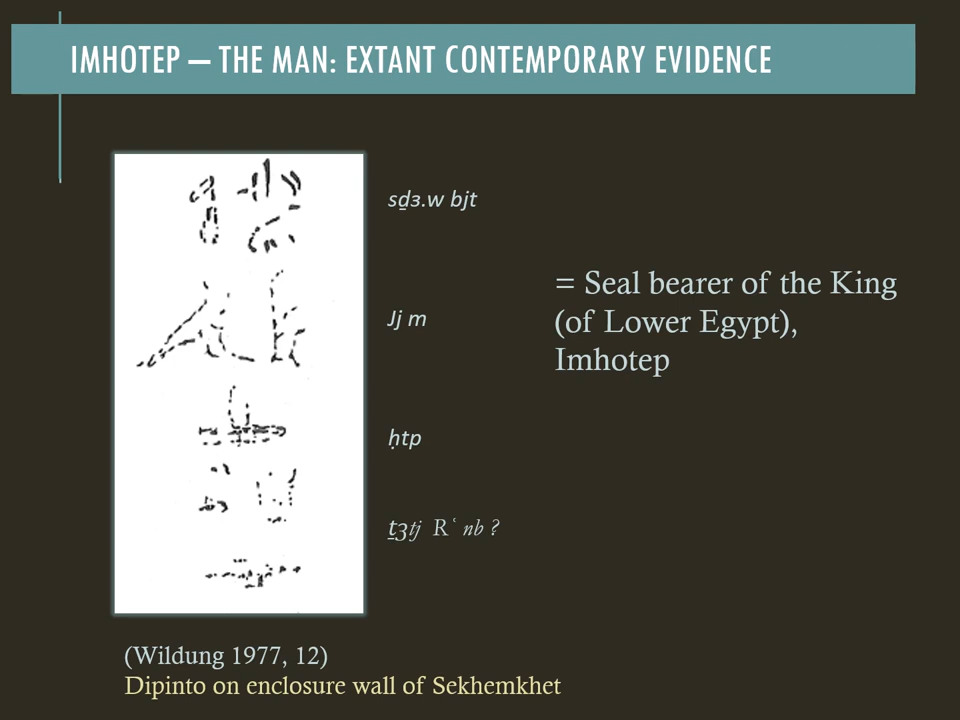 IMHOTEP – THE MAN: EXTANT CONTEMPORARY EVIDENCE
sḏꜣ.w bjt
= Seal bearer of the King
(of Lower Egypt),
Imhotep
Jj m
ḥtp
ṯꜣtj Rʿ nb ?
(Wildung 1977, 12)
Dipinto on enclosure wall of Sekhemkhet